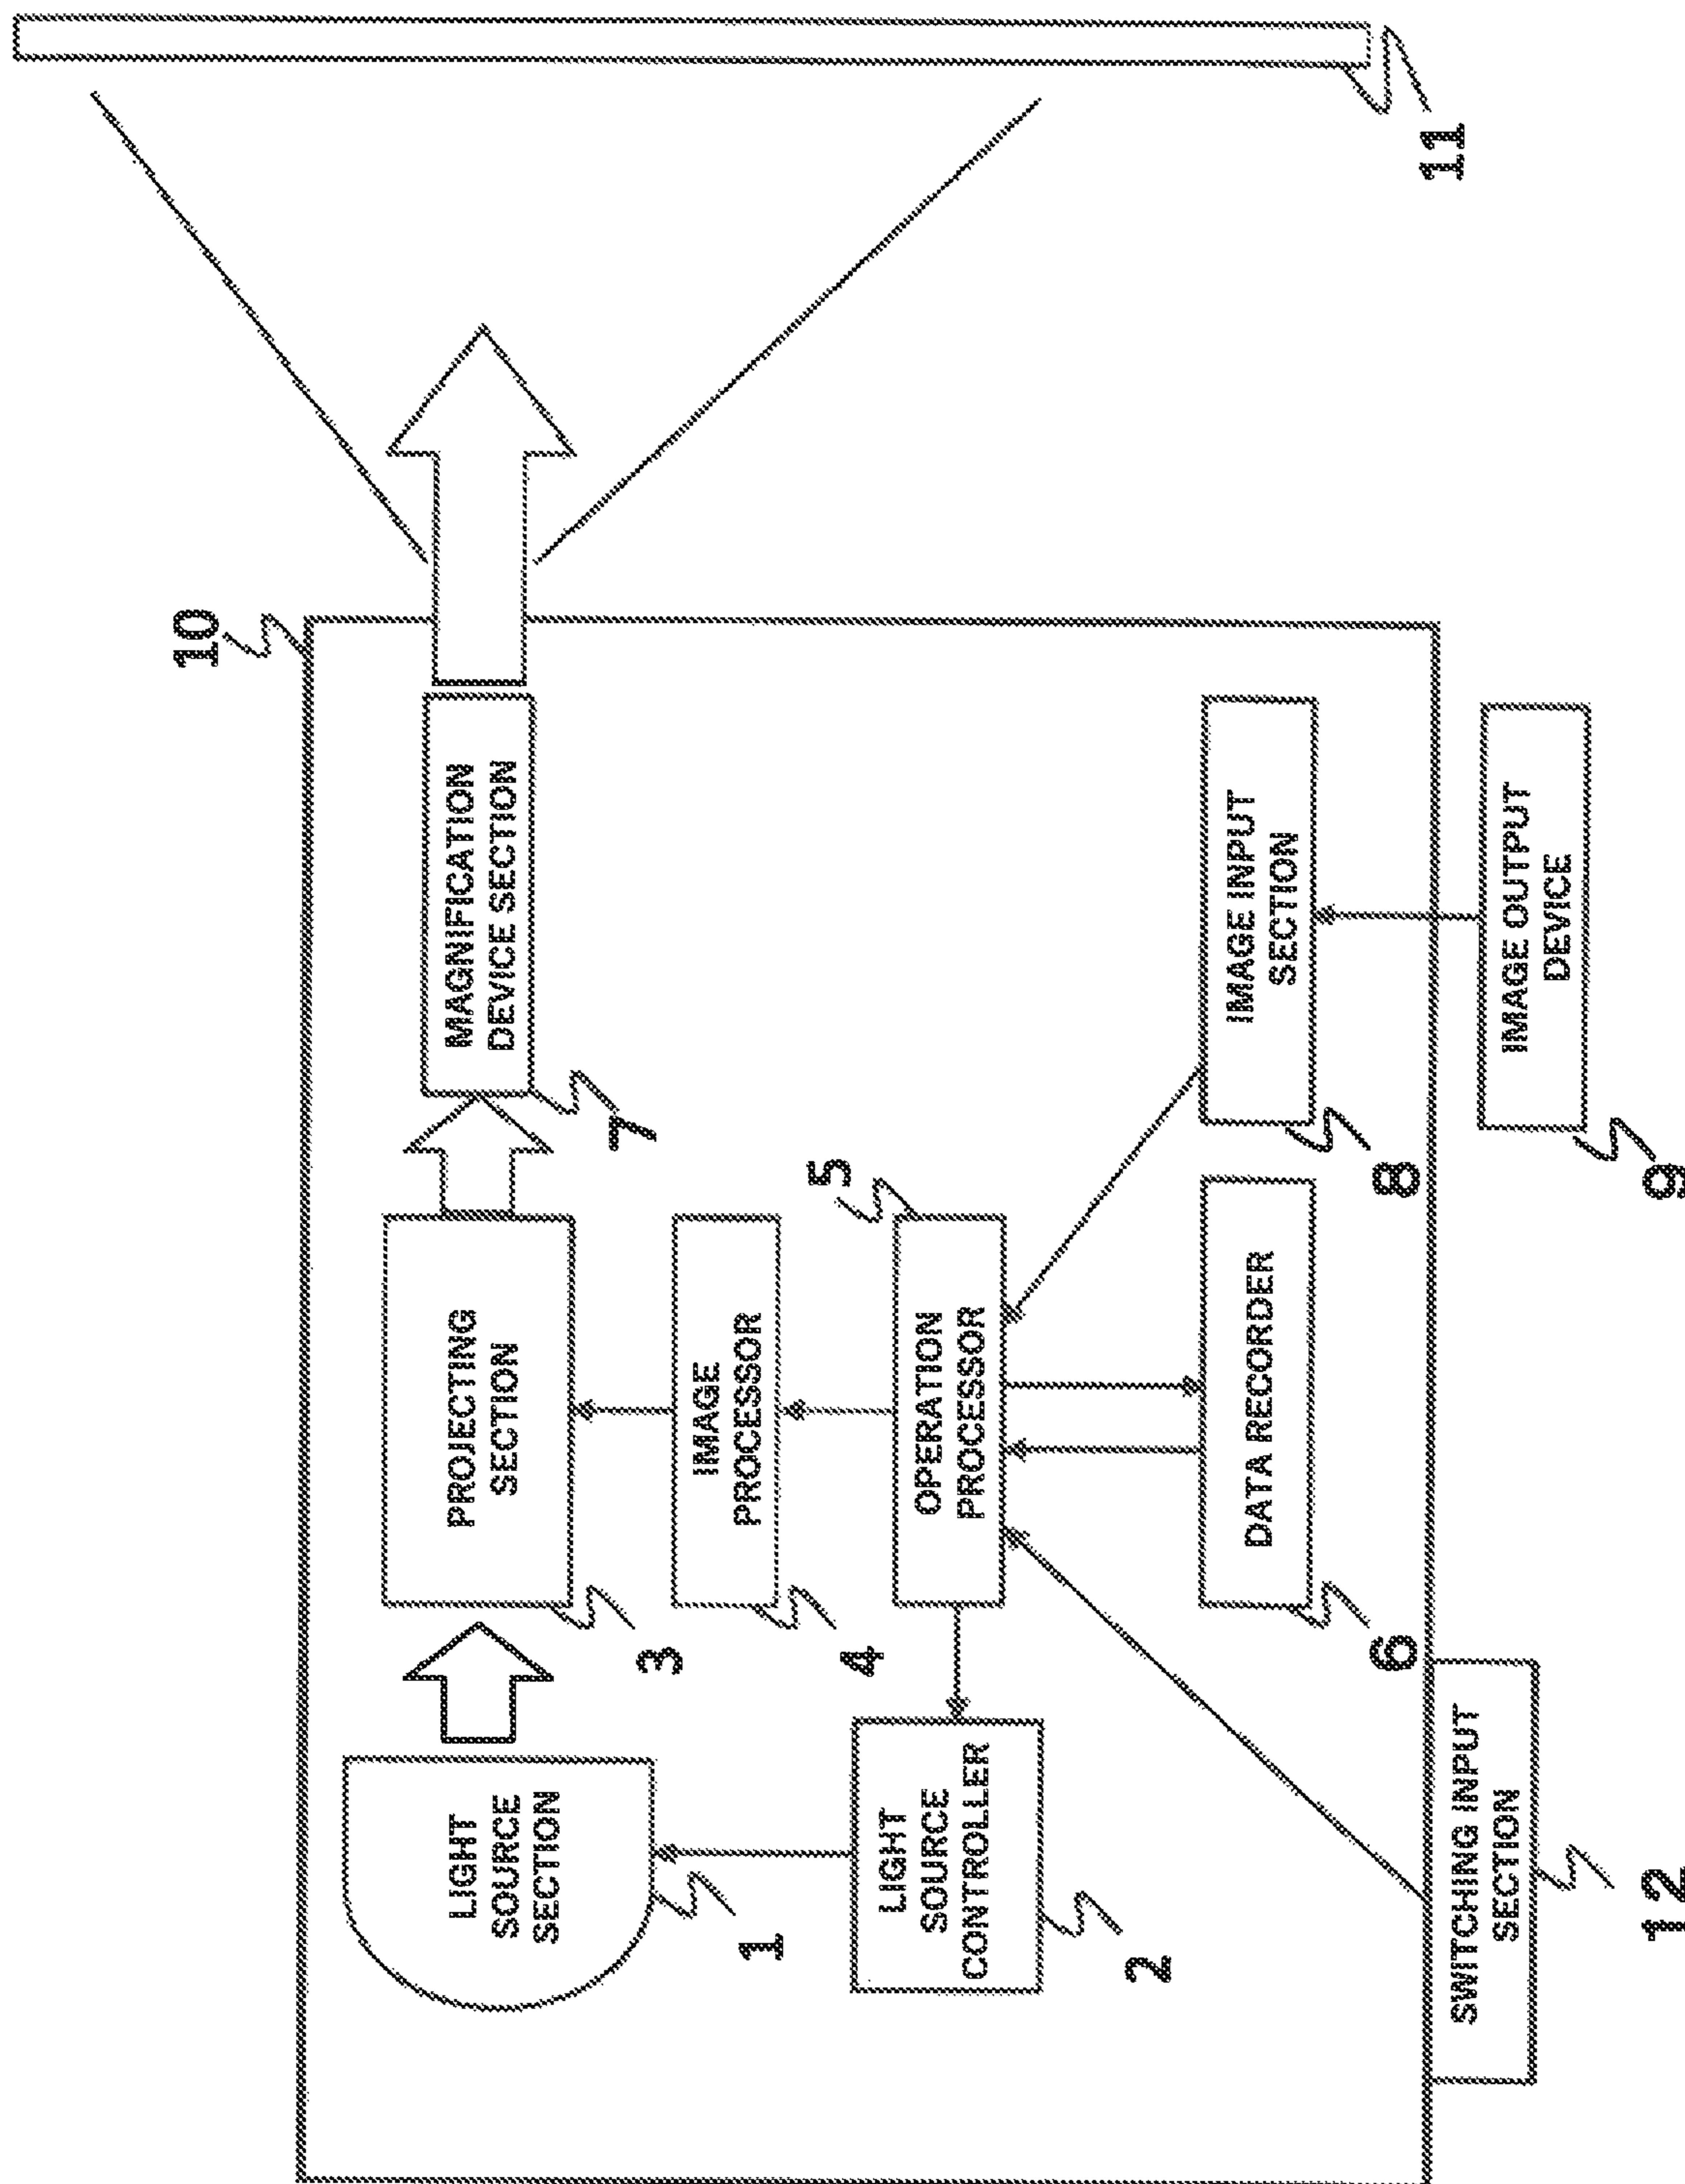 10
LIGHT
SOURCE
SECTION
1
PROJECTING
SECTION
3
MAGNIFICATION
DEVICE SECTION
7
IMAGE
PROCESSOR
4
LIGHT
SOURCE
CONTROLLER
2
OPERATION
PROCESSOR
5
DATA RECORDER
6
IMAGE INPUT
SECTION
8
SWITCHING INPUT
SECTION
12
IMAGE OUTPUT
DEVICE
9
11